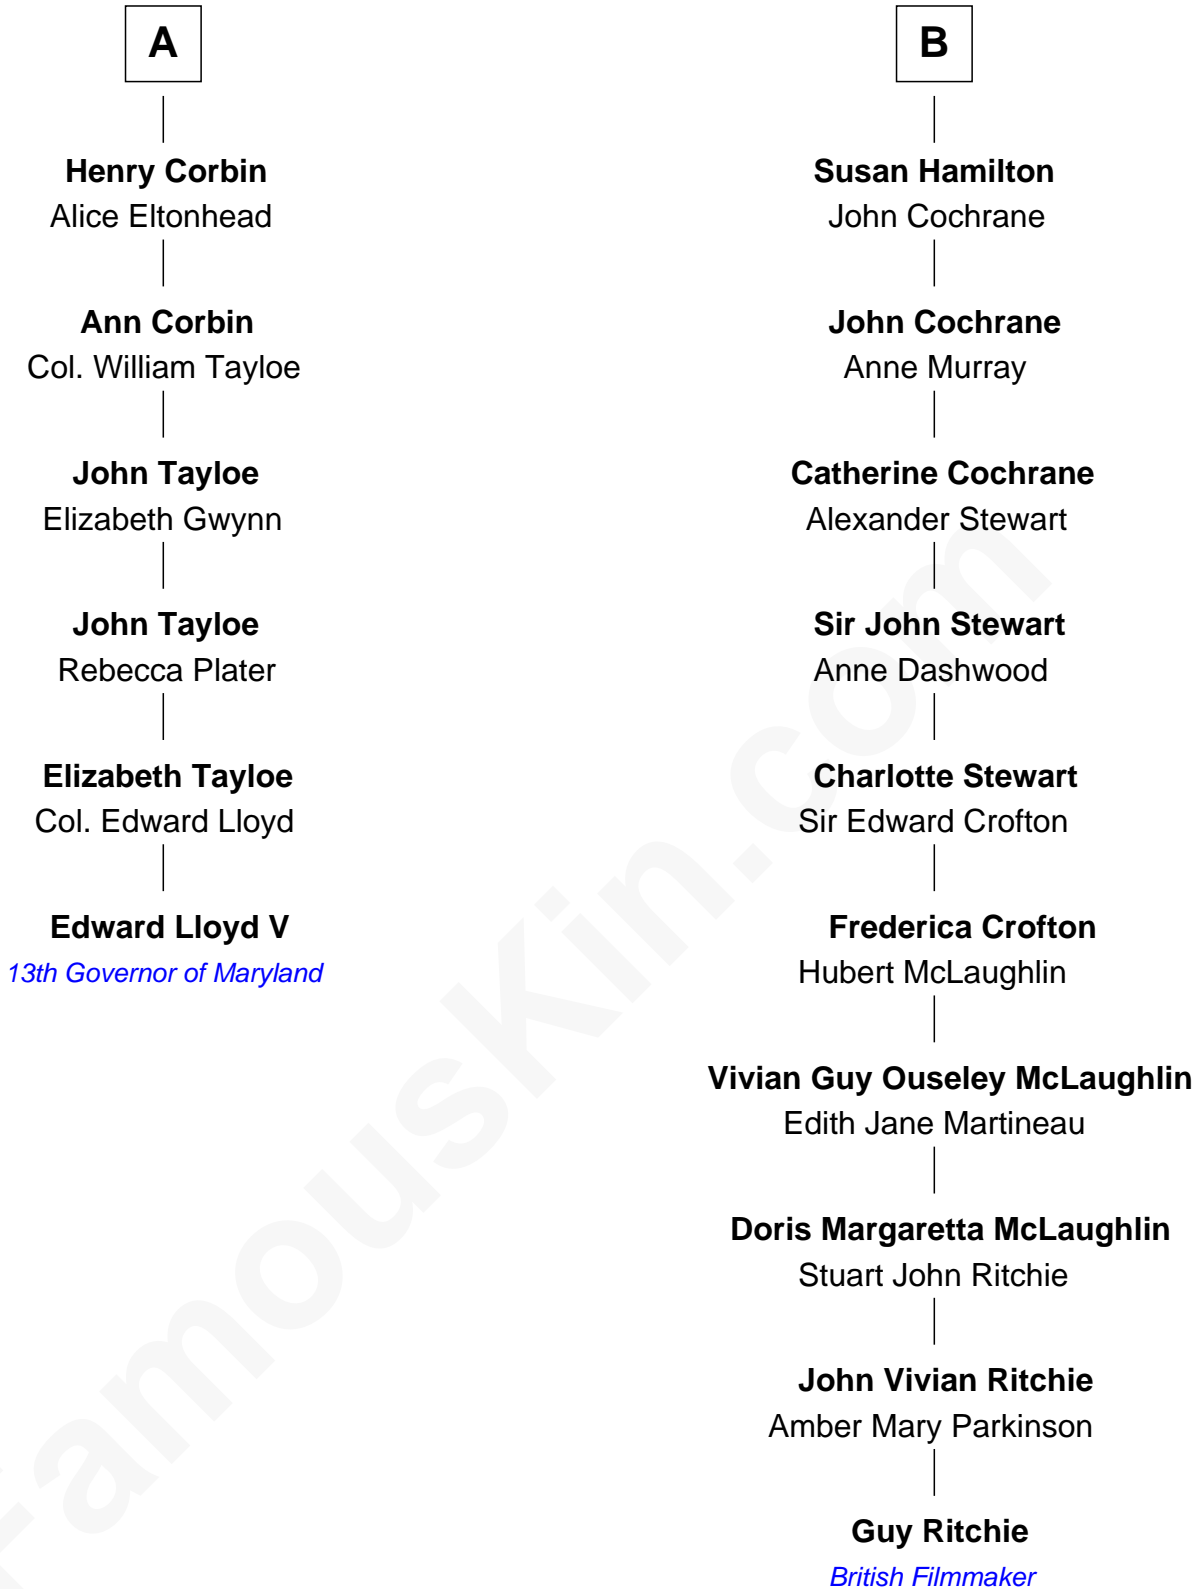 A
Henry Corbin
Alice Eltonhead
Ann Corbin
Col. William Tayloe
John Tayloe
Elizabeth Gwynn
John Tayloe
Rebecca Plater
Elizabeth Tayloe
Col. Edward Lloyd
Edward Lloyd V
13th Governor of Maryland
B
Susan Hamilton
John Cochrane
John Cochrane
Anne Murray
Catherine Cochrane
Alexander Stewart
Sir John Stewart
Anne Dashwood
Charlotte Stewart
Sir Edward Crofton
Frederica Crofton
Hubert McLaughlin
Vivian Guy Ouseley McLaughlin
Edith Jane Martineau
Doris Margaretta McLaughlin
Stuart John Ritchie
John Vivian Ritchie
Amber Mary Parkinson
Guy Ritchie
British Filmmaker
FamousKin.com